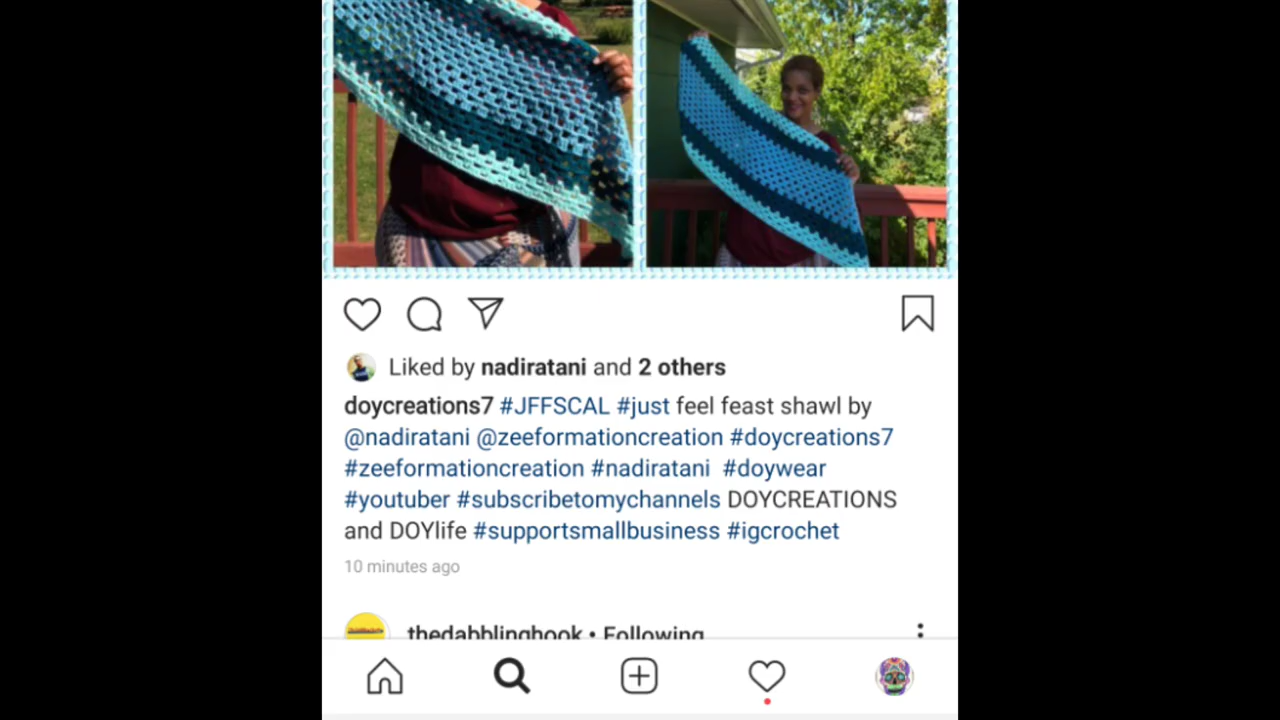 Liked by nadiratani and 2 others
doycreations7 #JFFSCAL #just feel feast shawl by
@nadiratani @zeeformationcreation #doycreations7
#zeeformationcreation #nadiratani #doywear
#youtuber #subscribetomychannels DOYCREATIONS
and DOYlife #supportsmallbusiness #igcrochet
10 minutes ago
thedabblinghook • Following